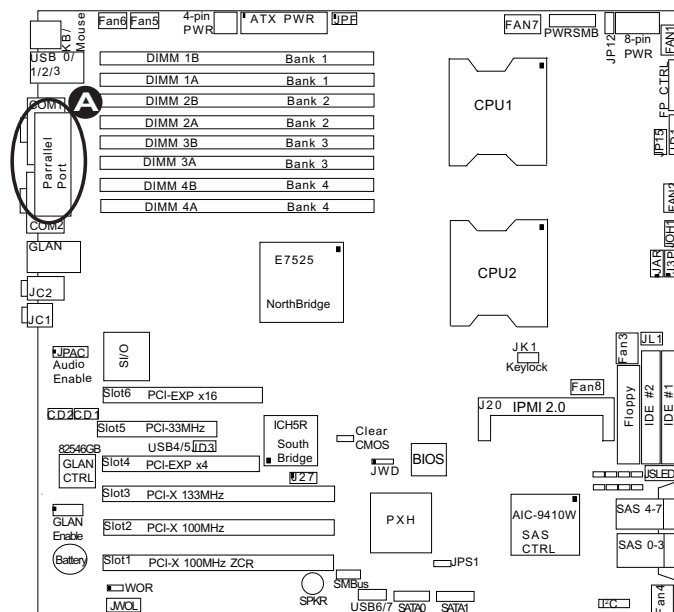 KB/
Mouse
Fan6
Fan5
4-pin
PWR
ATX PWR
JPF
FAN7
PWRSMB
JP12
8-pin
PWR
FAN1
USB 0/
1/2/3
FP CTRL
COM1
A
Parrallel
Port
COM2
DIMM 1B Bank 1
DIMM 1A Bank 1
DIMM 2B Bank 2
DIMM 2A Bank 2
DIMM 3B Bank 3
DIMM 3A Bank 3
DIMM 4B Bank 4
DIMM 4A Bank 4
CPU1
JP15
JD1
FAN2
JOH1
GLAN
E7525
NorthBridge
CPU2
JAR
J3P
JC2
JC1
JPAC
Audio
Enable
SI/O
JK1
Keylock
Fan3
JL1
Fan8
Floppy
IDE #2
IDE #1
Slot6 PCI-EXP x16
J20 IPMI 2.0
CD2
CD1
Slot5 PCI-33MHz
ICH5R
South
Bridge
Clear
CMOS
82546GB
GLAN
CTRL
USB4/5
JD3
Slot4 PCI-EXP x4
JWD
BIOS
J27
JSLED
Slot3 PCI-X 133MHz
GLAN
Enable
Slot2 PCI-X 100MHz
PXH
AIC-9410W
SAS
CTRL
SAS 4-7
SAS 0-3
Battery
Slot1 PCI-X 100MHz ZCR
JPS1
WOR
JWOL
SPKR
SMBus
USB6/7
SATA0
SATA1
I²C
Fan4